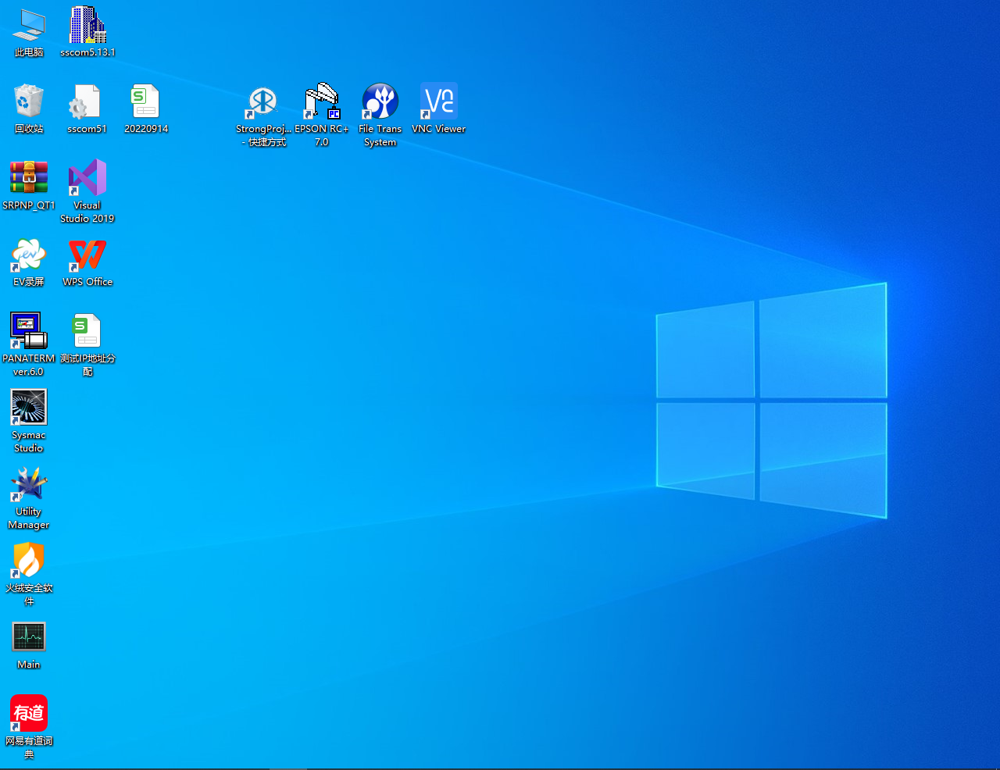 此电脑
sscom5.13.1
回收站
sscom51
20220914
StrongProj...
- 快捷方式
PC
EPSON RC+
7.0
File Trans
System
VNC Viewer
SRPNP_QT1
Visual
Studio 2019
EV录屏
WPS Office
PANATERM
ver.6.0
S
测试IP地址分
配
Sysmac
Studio
Utility
Manager
火绒安全软
件
Main
有道
网易有道词
典